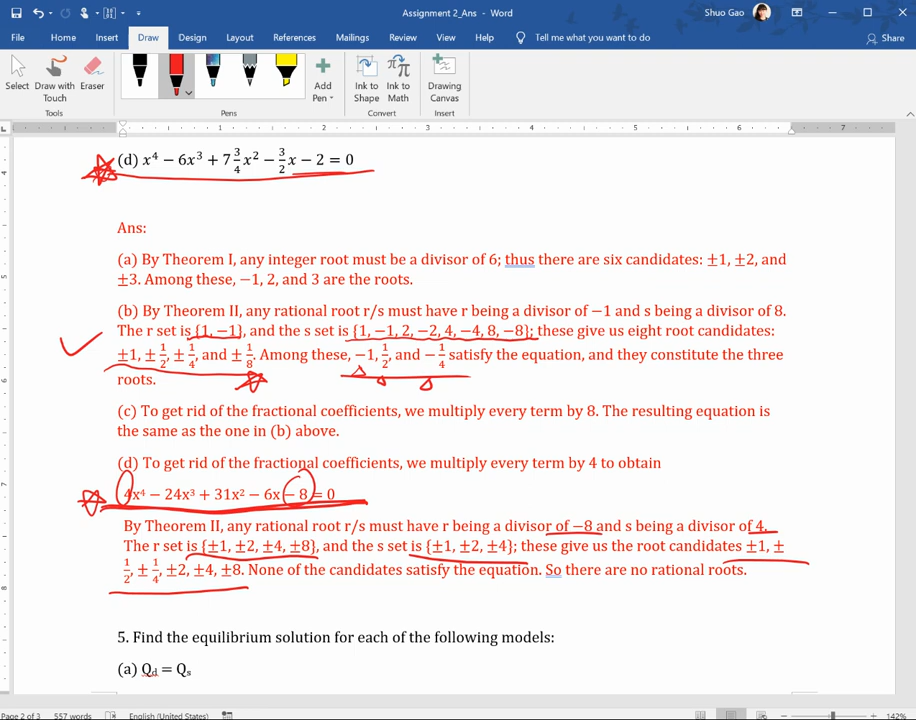 Assignment 2_Ans - Word
Shuo Gao
File Home Insert Draw Design Layout References Mailings Review View Help Tell me what you want to do Share
Select Draw with Touch Eraser Add Pen Ink to Shape Ink to Math Drawing Canvas
Tools Pens Convert Insert
1 2 3 4 5 6 7
(d) x⁴ − 6x³ + 7 3/4 x² − 3/2 x − 2 = 0
Ans:
(a) By Theorem I, any integer root must be a divisor of 6; thus there are six candidates: ±1, ±2, and
±3. Among these, −1, 2, and 3 are the roots.
(b) By Theorem II, any rational root r/s must have r being a divisor of −1 and s being a divisor of 8.
The r set is {1, −1}, and the s set is {1, −1, 2, −2, 4, −4, 8, −8}; these give us eight root candidates:
±1, ± 1/2, ± 1/4, and ± 1/8. Among these, −1, 1/2, and − 1/4 satisfy the equation, and they constitute the three
roots.
(c) To get rid of the fractional coefficients, we multiply every term by 8. The resulting equation is
the same as the one in (b) above.
(d) To get rid of the fractional coefficients, we multiply every term by 4 to obtain
4x⁴ − 24x³ + 31x² − 6x − 8 = 0
By Theorem II, any rational root r/s must have r being a divisor of −8 and s being a divisor of 4.
The r set is {±1, ±2, ±4, ±8}, and the s set is {±1, ±2, ±4}; these give us the root candidates ±1, ±
1/2, ± 1/4, ±2, ±4, ±8. None of the candidates satisfy the equation. So there are no rational roots.
5. Find the equilibrium solution for each of the following models:
(a) Qd = Qs
Page 2 of 3 557 words English (United States) 142%